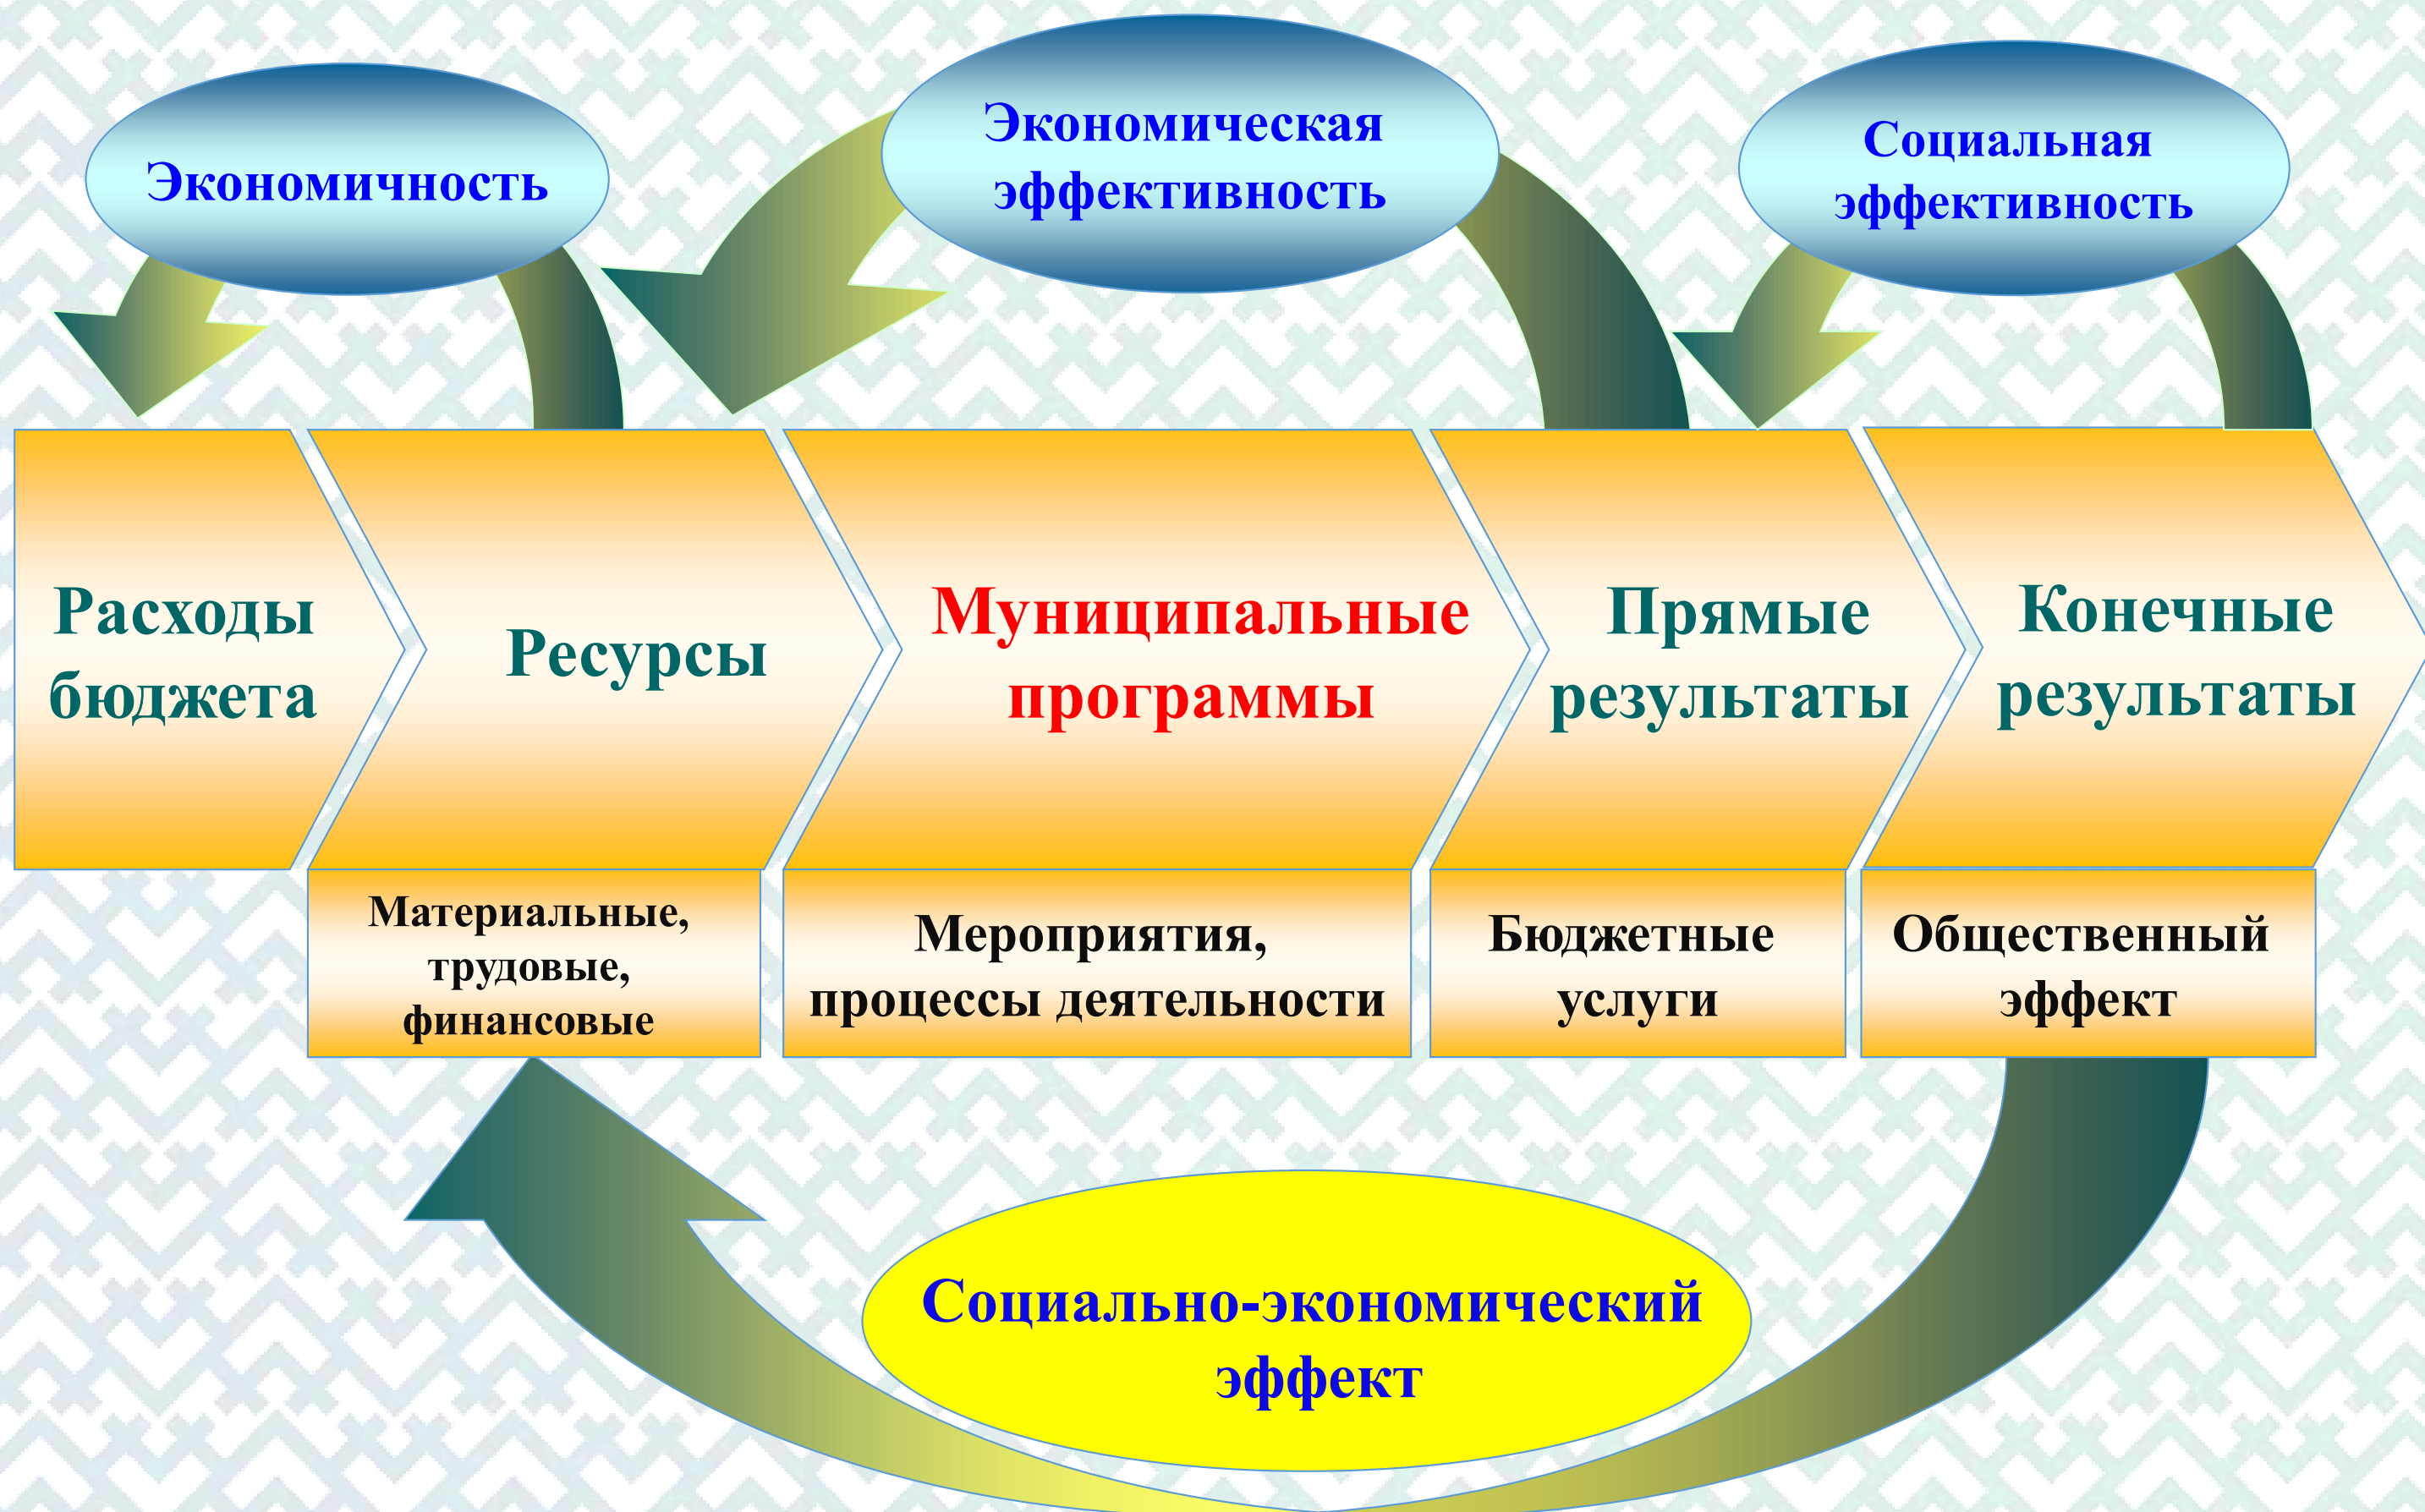 Экономичность
Экономическая
эффективность
Социальная
эффективность
Расходы
бюджета
Ресурсы
Муниципальные
программы
Прямые
результаты
Конечные
результаты
Материальные,
трудовые,
финансовые
Мероприятия,
процессы деятельности
Бюджетные
услуги
Общественный
эффект
Социально-экономический
эффект